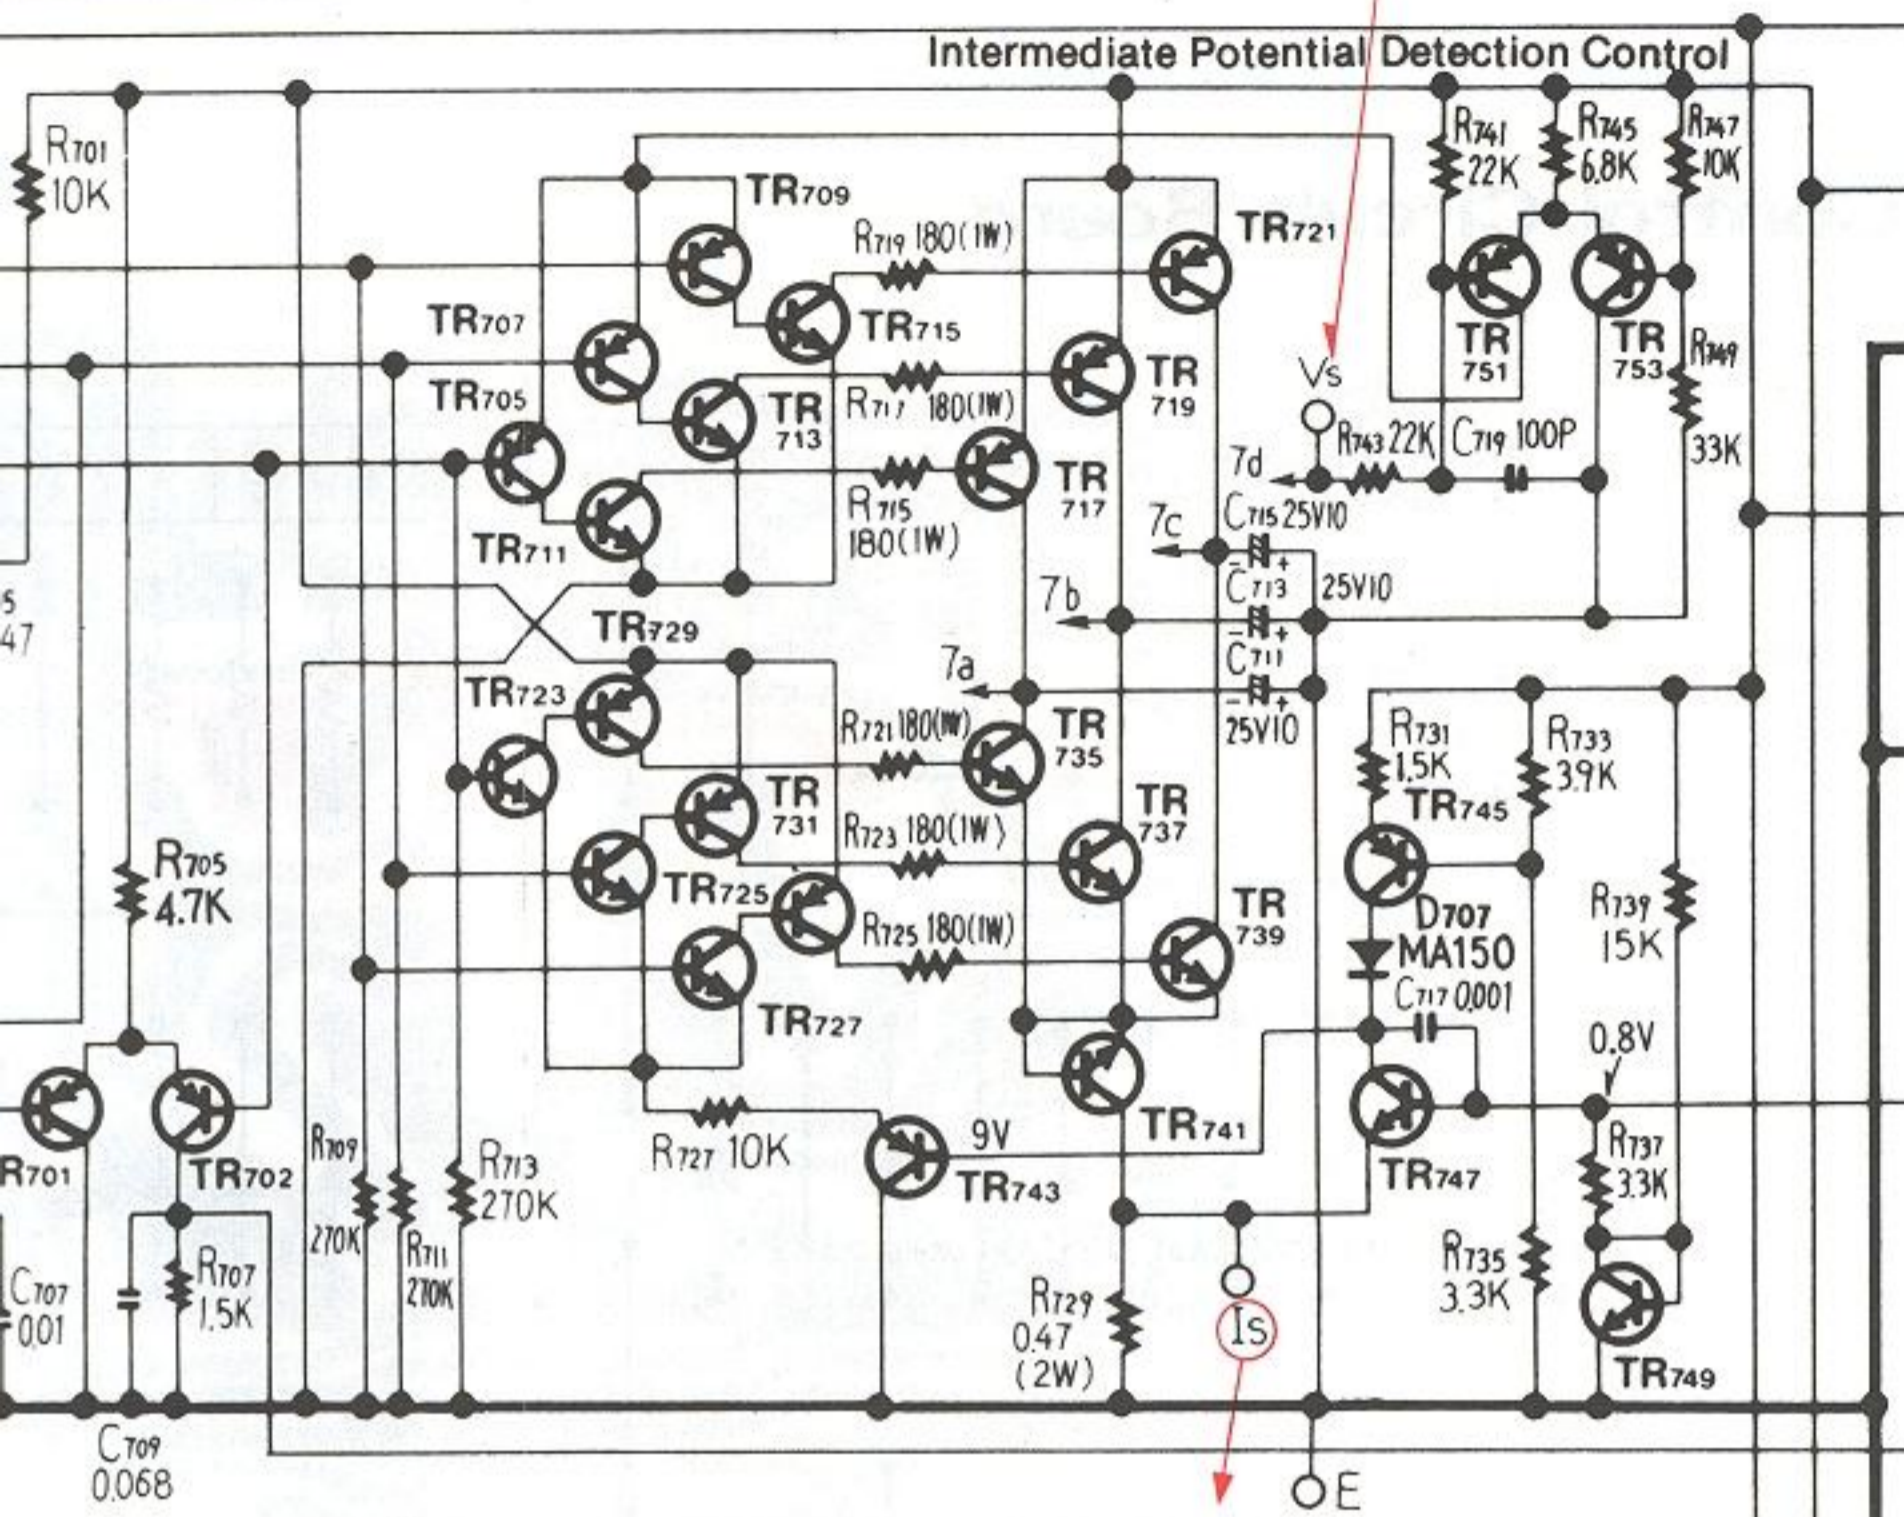 Intermediate Potential Detection Control
R701
10K
TR709
R719 180(1W)
TR721
R741
22K
R745
6.8K
R747
10K
TR707
TR715
TR
719
Vs
TR
751
TR
753
R749
33K
TR705
TR
713
R717 180(1W)
R743 22K
C719 100P
7d
TR711
R715
180(1W)
TR
717
7c
C715 25V10
7b
C713
25V10
47
TR729
7a
C711
25V10
TR723
R721 180(1W)
TR
735
R731
1.5K
R733
3.9K
TR745
TR
731
R723 180(1W)
TR
737
R705
4.7K
TR725
R725 180(1W)
TR
739
D707
MA150
R739
15K
C717 0.001
TR727
0.8V
R701
TR702
R709
270K
R713
270K
R727 10K
9V
TR743
TR741
TR747
R737
3.3K
C707
0.01
R707
1.5K
R711
270K
R729
0.47
(2W)
Is
R735
3.3K
TR749
C709
0.068
E